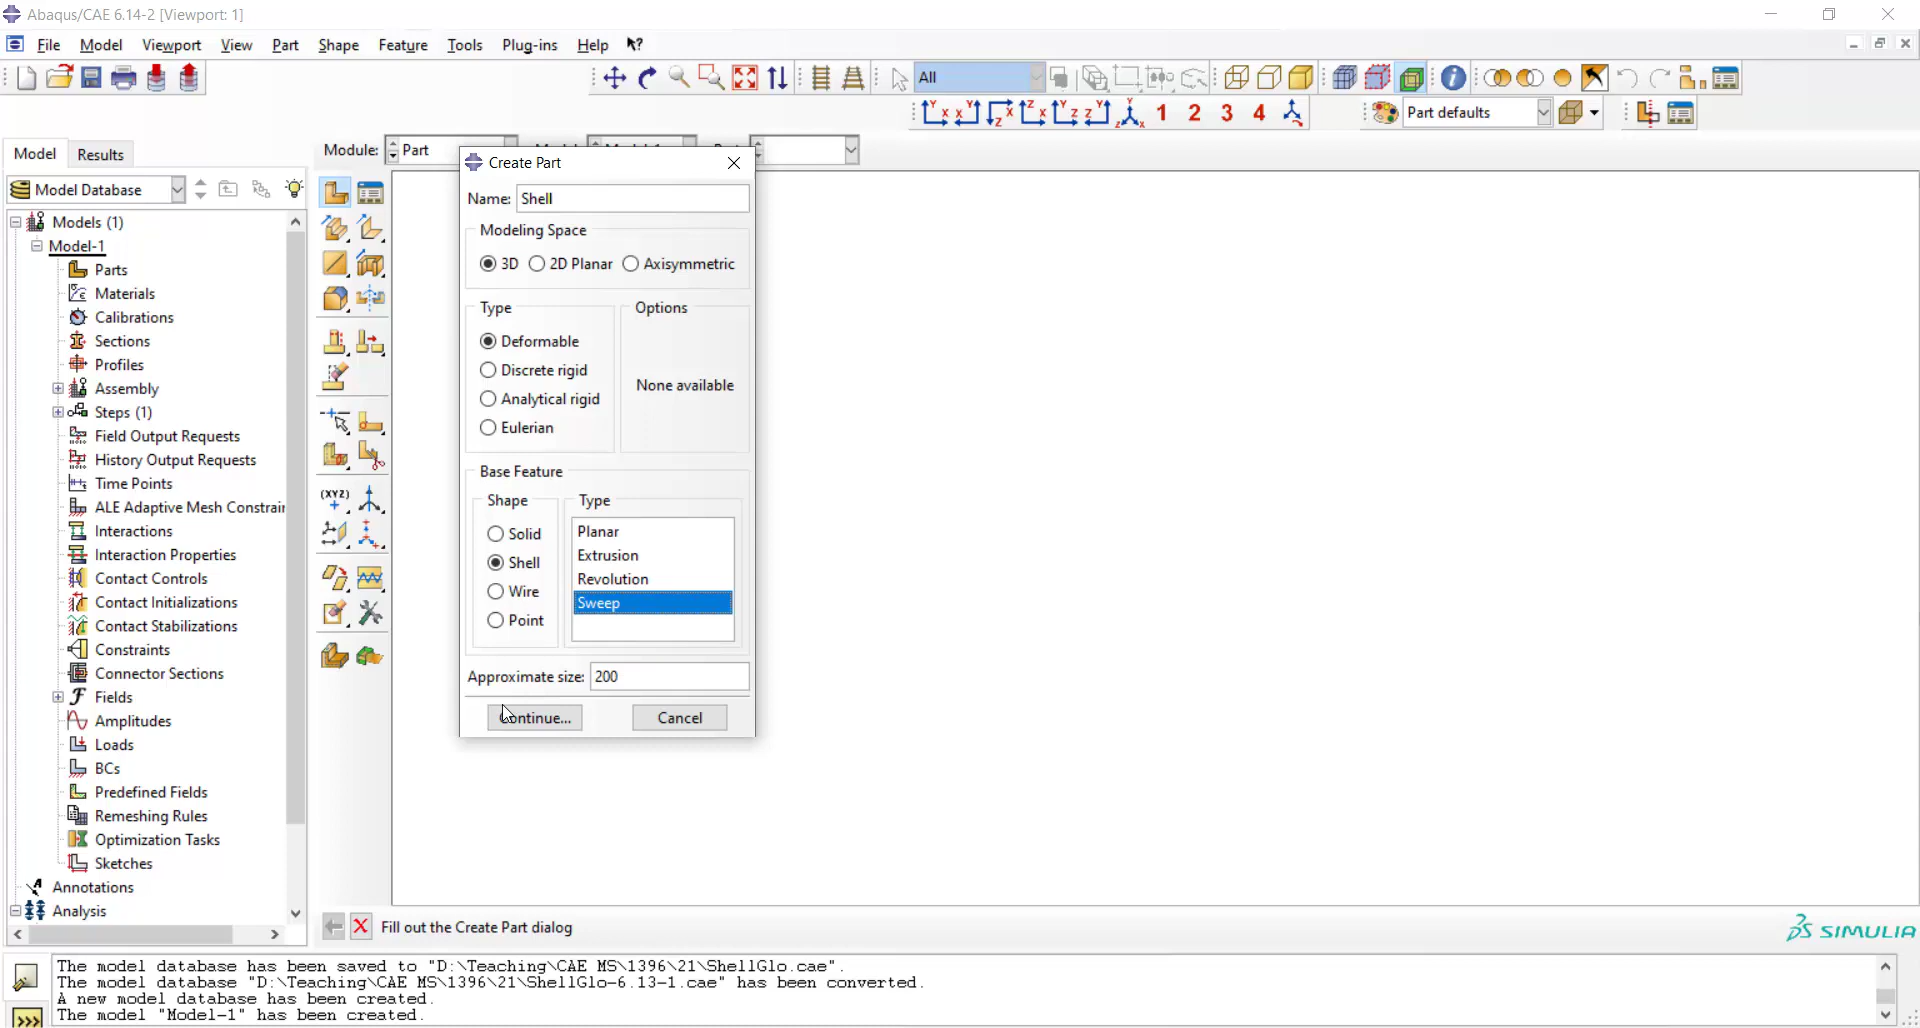 Abaqus/CAE 6.14-2 [Viewport: 1]
File Model Viewport View Part Shape Feature Tools Plug-ins Help
All
1 2 3 4
Part defaults
Model Results
Module: Part
Model Database
Models (1)
Model-1
Parts
Materials
Calibrations
Sections
Profiles
Assembly
Steps (1)
Field Output Requests
History Output Requests
Time Points
ALE Adaptive Mesh Constrai
Interactions
Interaction Properties
Contact Controls
Contact Initializations
Contact Stabilizations
Constraints
Connector Sections
Fields
Amplitudes
Loads
BCs
Predefined Fields
Remeshing Rules
Optimization Tasks
Sketches
Annotations
Analysis
(XYZ)
Create Part
Name: Shell
Modeling Space
3D 2D Planar Axisymmetric
Type
Options
Deformable
Discrete rigid
Analytical rigid
Eulerian
None available
Base Feature
Shape
Type
Solid
Shell
Wire
Point
Planar
Extrusion
Revolution
Sweep
Approximate size: 200
Continue... Cancel
Fill out the Create Part dialog
SIMULIA
The model database has been saved to "D:\Teaching\CAE MS\1396\21\ShellGlo.cae".
The model database "D:\Teaching\CAE MS\1396\21\ShellGlo-6.13-1.cae" has been converted.
A new model database has been created.
The model "Model-1" has been created.